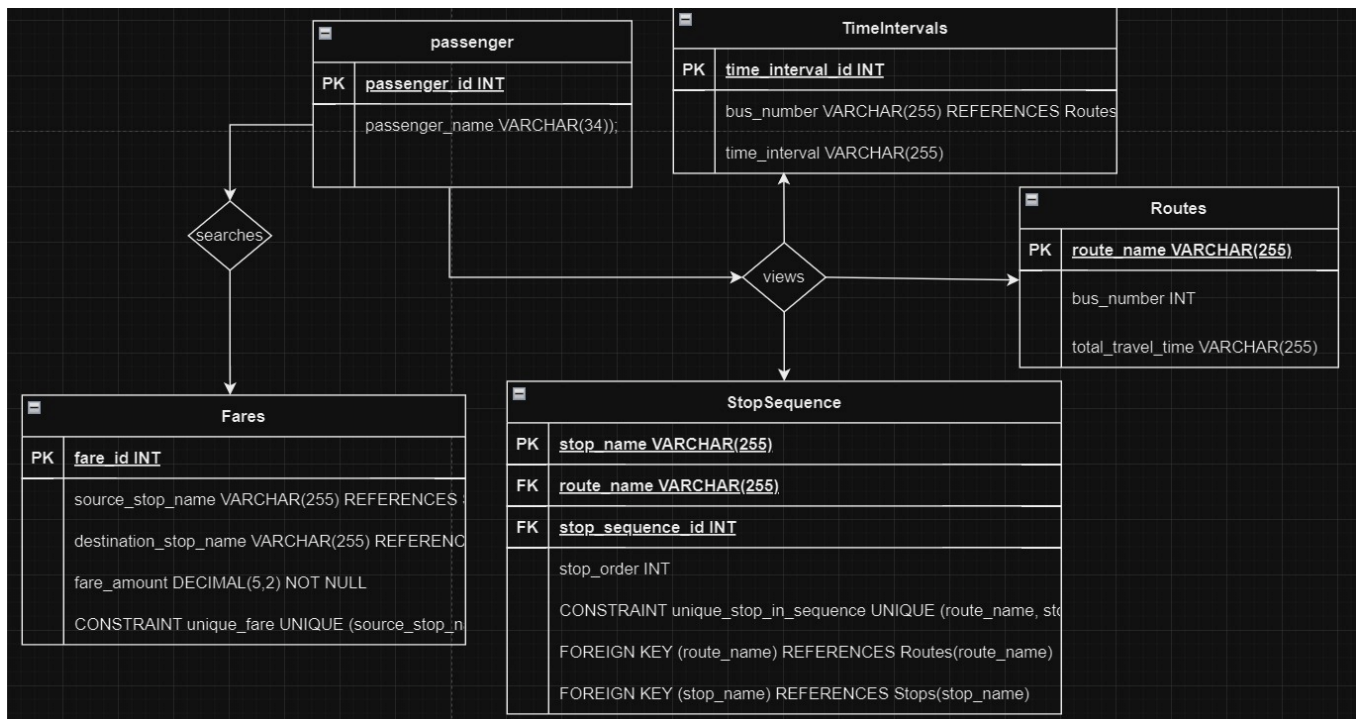 passenger
PK passenger_id INT
passenger_name VARCHAR(34));
TimeIntervals
PK time_interval_id INT
bus_number VARCHAR(255) REFERENCES Routes
time_interval VARCHAR(255)
searches
views
Routes
PK route_name VARCHAR(255)
bus_number INT
total_travel_time VARCHAR(255)
Fares
PK fare_id INT
source_stop_name VARCHAR(255) REFERENCES
destination_stop_name VARCHAR(255) REFERENC
fare_amount DECIMAL(5,2) NOT NULL
CONSTRAINT unique_fare UNIQUE (source_stop_n
StopSequence
PK stop_name VARCHAR(255)
FK route_name VARCHAR(255)
FK stop_sequence_id INT
stop_order INT
CONSTRAINT unique_stop_in_sequence UNIQUE (route_name, sto
FOREIGN KEY (route_name) REFERENCES Routes(route_name)
FOREIGN KEY (stop_name) REFERENCES Stops(stop_name)